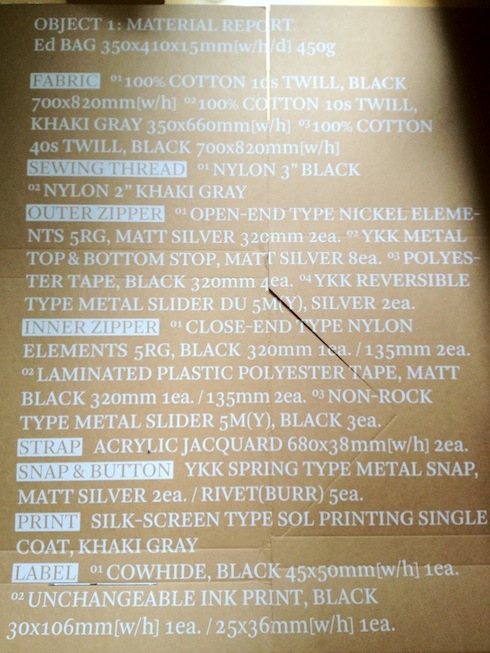 OBJECT 1: MATERIAL REPORT
Ed BAG 350x410x15mm[w/h/d] 450g
FABRIC 01 100% COTTON 10s TWILL, BLACK
700x820mm[w/h] 02 100% COTTON 10s TWILL,
KHAKI GRAY 350x660mm[w/h] 03 100% COTTON
40s TWILL, BLACK 700x820mm[w/h]
SEWING THREAD 01 NYLON 3” BLACK
02 NYLON 2” KHAKI GRAY
OUTER ZIPPER 01 OPEN-END TYPE NICKEL ELEME-
NTS 5RG, MATT SILVER 320mm 2ea. 02 YKK METAL
TOP & BOTTOM STOP, MATT SILVER 8ea. 03 POLYES-
TER TAPE, BLACK 320mm 4ea. 04 YKK REVERSIBLE
TYPE METAL SLIDER DU 5M(Y), SILVER 2ea.
INNER ZIPPER 01 CLOSE-END TYPE NYLON
ELEMENTS 5RG, BLACK 320mm 1ea. / 135mm 2ea.
02 LAMINATED PLASTIC POLYESTER TAPE, MATT
BLACK 320mm 1ea. / 135mm 2ea. 03 NON-ROCK
TYPE METAL SLIDER 5M(Y), BLACK 3ea.
STRAP ACRYLIC JACQUARD 680x38mm[w/h] 2ea.
SNAP & BUTTON YKK SPRING TYPE METAL SNAP,
MATT SILVER 2ea. / RIVET(BURR) 5ea.
PRINT SILK-SCREEN TYPE SOL PRINTING SINGLE
COAT, KHAKI GRAY
LABEL 01 COWHIDE, BLACK 45x50mm[w/h] 1ea.
02 UNCHANGEABLE INK PRINT, BLACK
30x106mm[w/h] 1ea. / 25x36mm[w/h] 1ea.